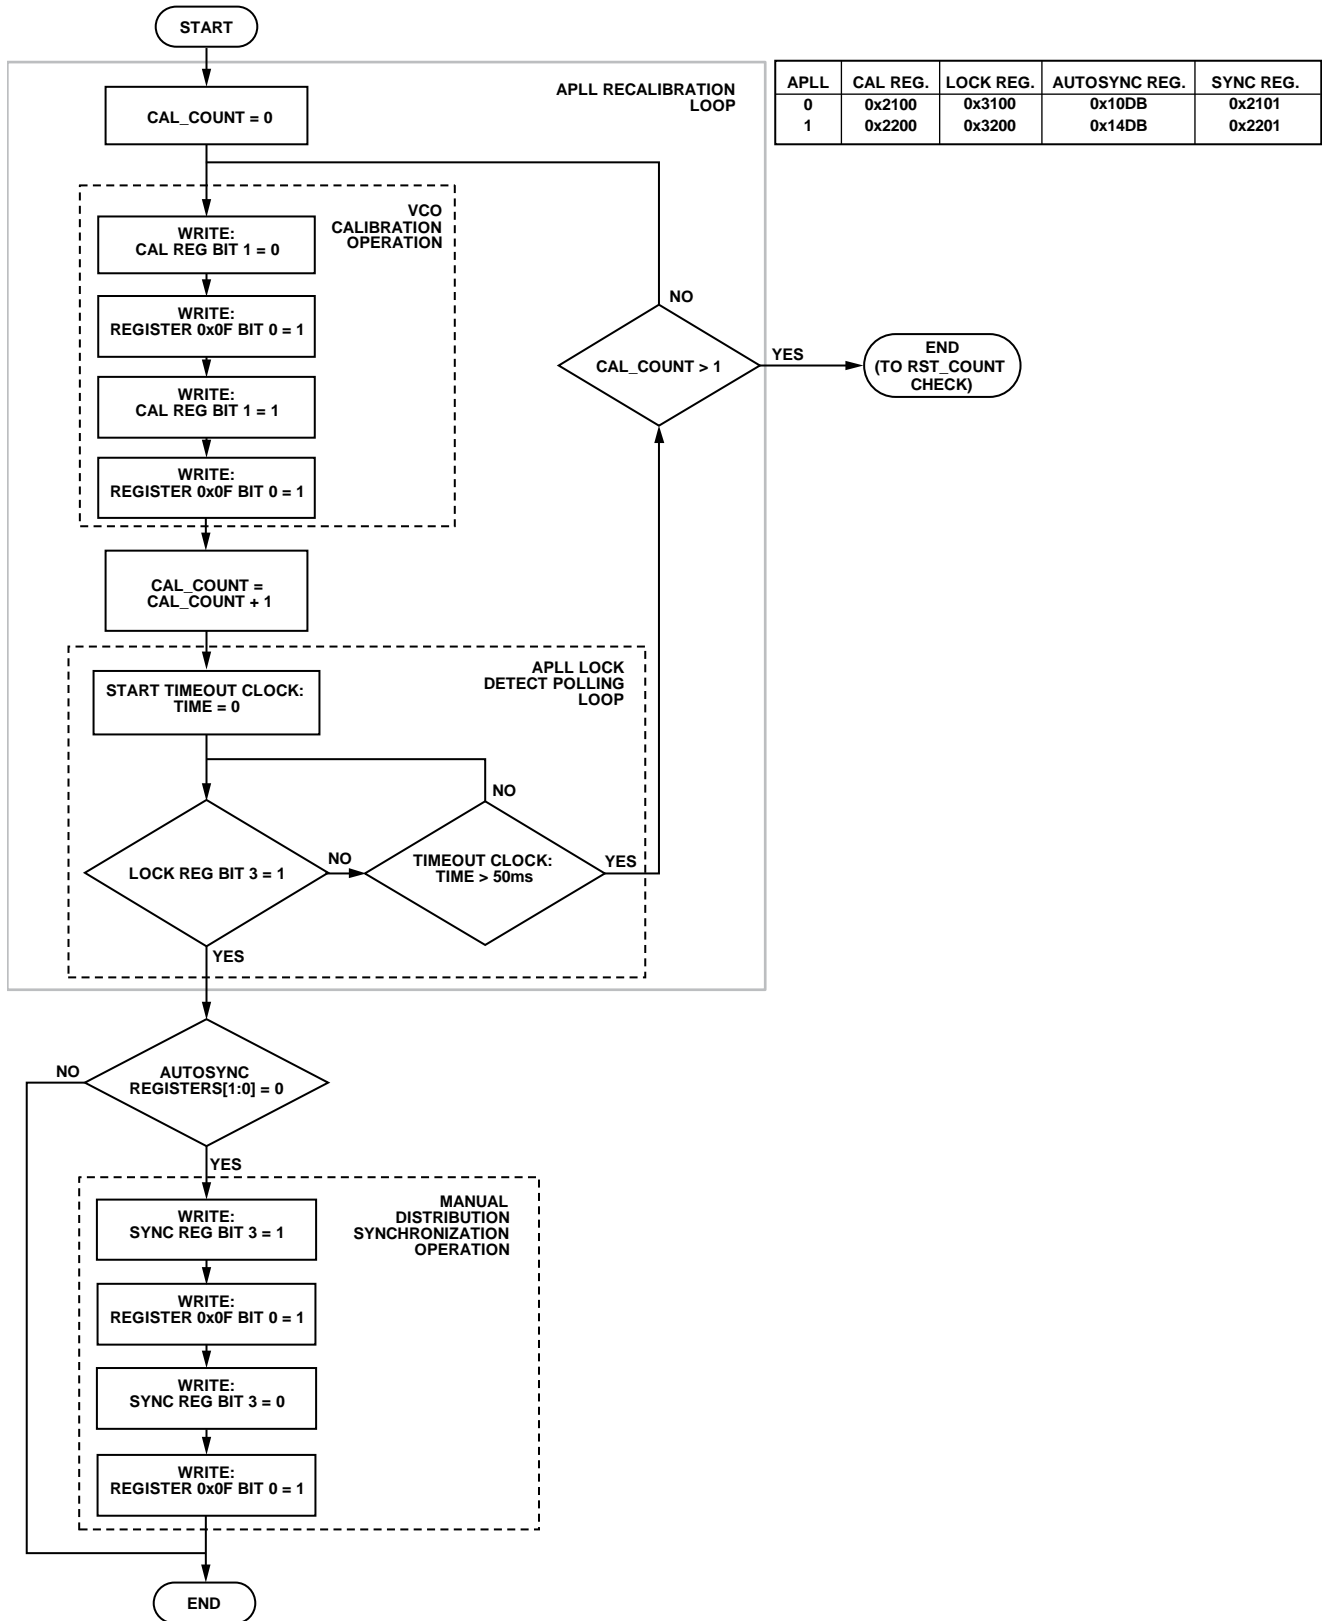 START
APLL RECALIBRATION
LOOP
APLL CAL REG. LOCK REG. AUTOSYNC REG. SYNC REG.
0 0x2100 0x3100 0x10DB 0x2101
1 0x2200 0x3200 0x14DB 0x2201
CAL_COUNT = 0
VCO
CALIBRATION
OPERATION
WRITE:
CAL REG BIT 1 = 0
WRITE:
REGISTER 0x0F BIT 0 = 1
WRITE:
CAL REG BIT 1 = 1
WRITE:
REGISTER 0x0F BIT 0 = 1
NO
CAL_COUNT > 1
YES
END
(TO RST_COUNT
CHECK)
CAL_COUNT =
CAL_COUNT + 1
APLL LOCK
DETECT POLLING
LOOP
START TIMEOUT CLOCK:
TIME = 0
NO
LOCK REG BIT 3 = 1
NO
TIMEOUT CLOCK:
TIME > 50ms
YES
YES
NO
AUTOSYNC
REGISTERS[1:0] = 0
YES
MANUAL
DISTRIBUTION
SYNCHRONIZATION
OPERATION
WRITE:
SYNC REG BIT 3 = 1
WRITE:
REGISTER 0x0F BIT 0 = 1
WRITE:
SYNC REG BIT 3 = 0
WRITE:
REGISTER 0x0F BIT 0 = 1
END